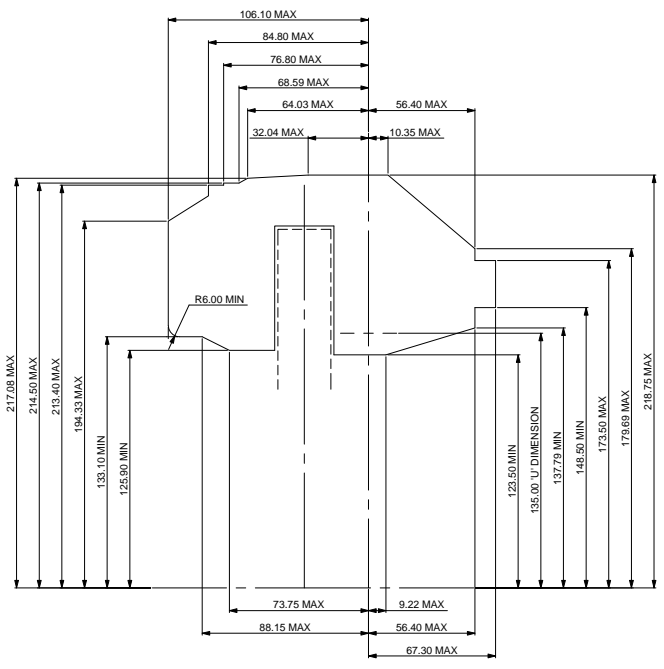 106.10 MAX
84.80 MAX
76.80 MAX
68.59 MAX
64.03 MAX
56.40 MAX
32.04 MAX
10.35 MAX
R6.00 MIN
217.08 MAX
214.50 MAX
213.40 MAX
194.33 MAX
133.10 MIN
125.90 MIN
123.50 MIN
135.00 'U' DIMENSION
137.79 MIN
148.50 MIN
173.50 MAX
179.69 MAX
218.75 MAX
73.75 MAX
9.22 MAX
88.15 MAX
56.40 MAX
67.30 MAX